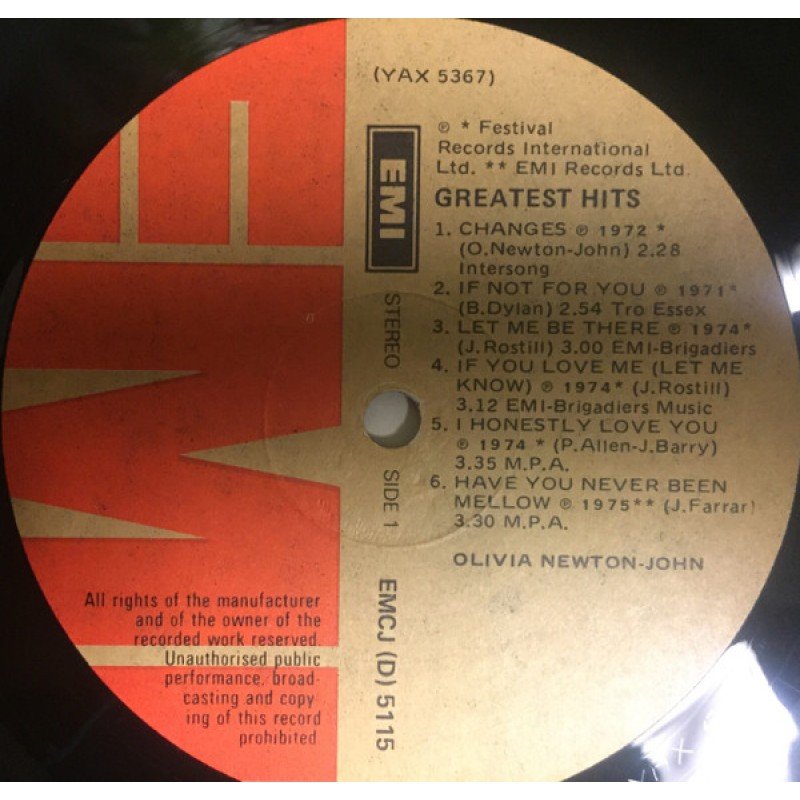 (YAX 5367)
℗ * Festival
Records International
Ltd. ** EMI Records Ltd.
GREATEST HITS
1. CHANGES ℗ 1972 *
(O.Newton-John) 2.28
Intersong
2. IF NOT FOR YOU ℗ 1971*
(B.Dylan) 2.54 Tro Essex
3. LET ME BE THERE ℗ 1974*
(J.Rostill) 3.00 EMI-Brigadiers
4. IF YOU LOVE ME (LET ME
KNOW) ℗ 1974* (J.Rostill)
3.12 EMI-Brigadiers Music
5. I HONESTLY LOVE YOU
℗ 1974 * (P.Allen-J.Barry)
3.35 M.P.A.
6. HAVE YOU NEVER BEEN
MELLOW ℗ 1975** (J.Farrar)
3.30 M.P.A.
OLIVIA NEWTON-JOHN
EMI
STEREO
SIDE 1
EMCJ (D) 5115
EMI
All rights of the manufacturer
and of the owner of the
recorded work reserved.
Unauthorised public
performance, broad-
casting and copy
ing of this record
prohibited.